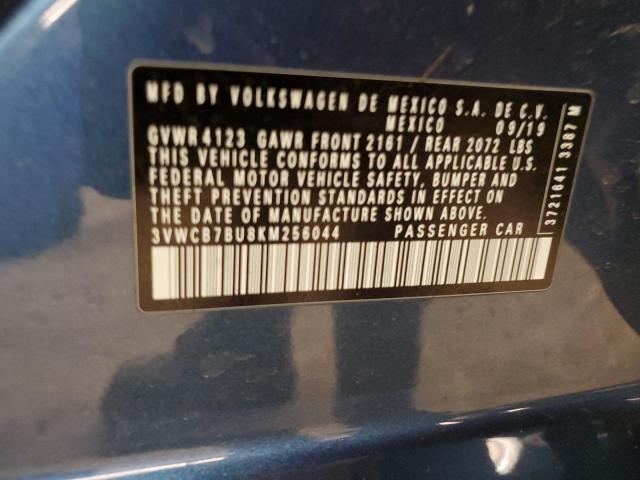 MFD BY VOLKSWAGEN DE MEXICO S.A. DE C.V.
MEXICO 09/19
GVWR 4123 GAWR FRONT 2161 / REAR 2072 LBS
THIS VEHICLE CONFORMS TO ALL APPLICABLE U.S.
FEDERAL MOTOR VEHICLE SAFETY, BUMPER AND
THEFT PREVENTION STANDARDS IN EFFECT ON
THE DATE OF MANUFACTURE SHOWN ABOVE.
3VWCB7BU8KM256044 PASSENGER CAR
3721641 3387 M